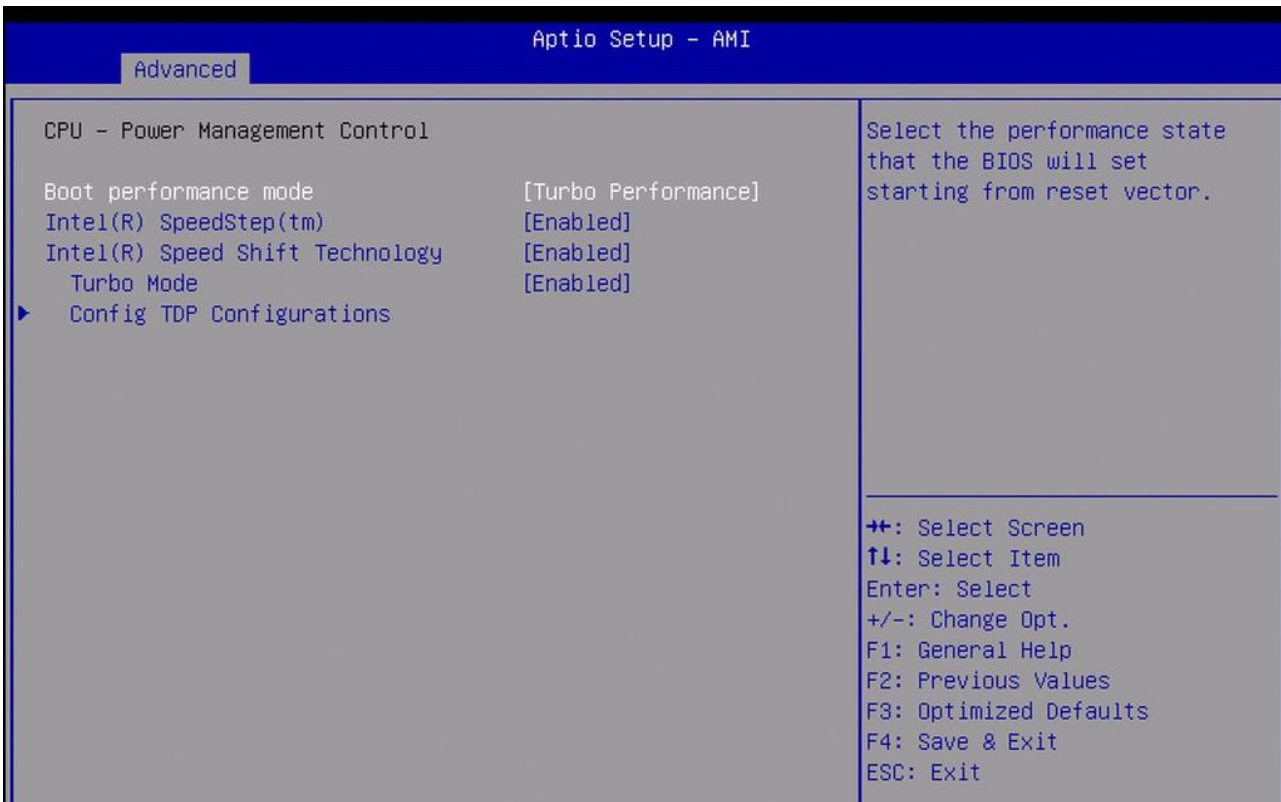 Aptio Setup – AMI
Advanced
CPU – Power Management Control
Boot performance mode [Turbo Performance]
Intel(R) SpeedStep(tm) [Enabled]
Intel(R) Speed Shift Technology [Enabled]
Turbo Mode [Enabled]
Config TDP Configurations
Select the performance state
that the BIOS will set
starting from reset vector.
→←: Select Screen
↑↓: Select Item
Enter: Select
+/-: Change Opt.
F1: General Help
F2: Previous Values
F3: Optimized Defaults
F4: Save & Exit
ESC: Exit